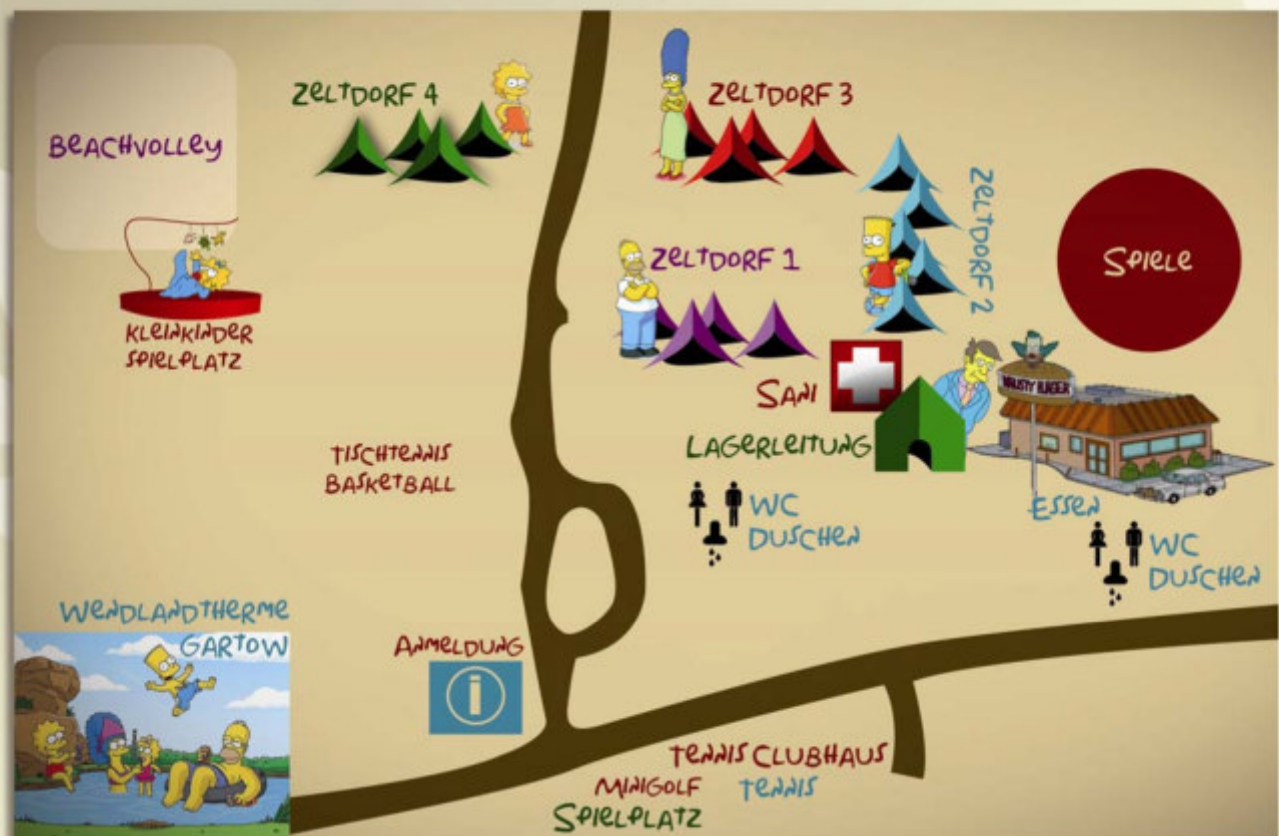 ZELTDORF 4
ZELTDORF 3
BEACHVOLLEY
ZELTDORF 2
ZELTDORF 1
SPIELE
KLEINKINDER
SPIELPLATZ
SANI
LAGERLEITUNG
TISCHTENNIS
BASKETBALL
WC
DUSCHEN
ESSEN
WC
DUSCHEN
WENDLANDTHERME
GARTOW
ANMELDUNG
i
TENNIS CLUBHAUS
MINIGOLF
TENNIS
SPIELPLATZ